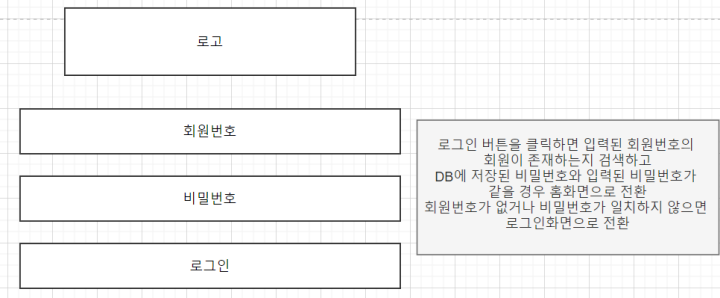 로고
회원번호
비밀번호
로그인
로그인 버튼을 클릭하면 입력된 회원번호의
회원이 존재하는지 검색하고
DB에 저장된 비밀번호와 입력된 비밀번호가
같을 경우 홈화면으로 전환
회원번호가 없거나 비밀번호가 일치하지 않으면
로그인화면으로 전환